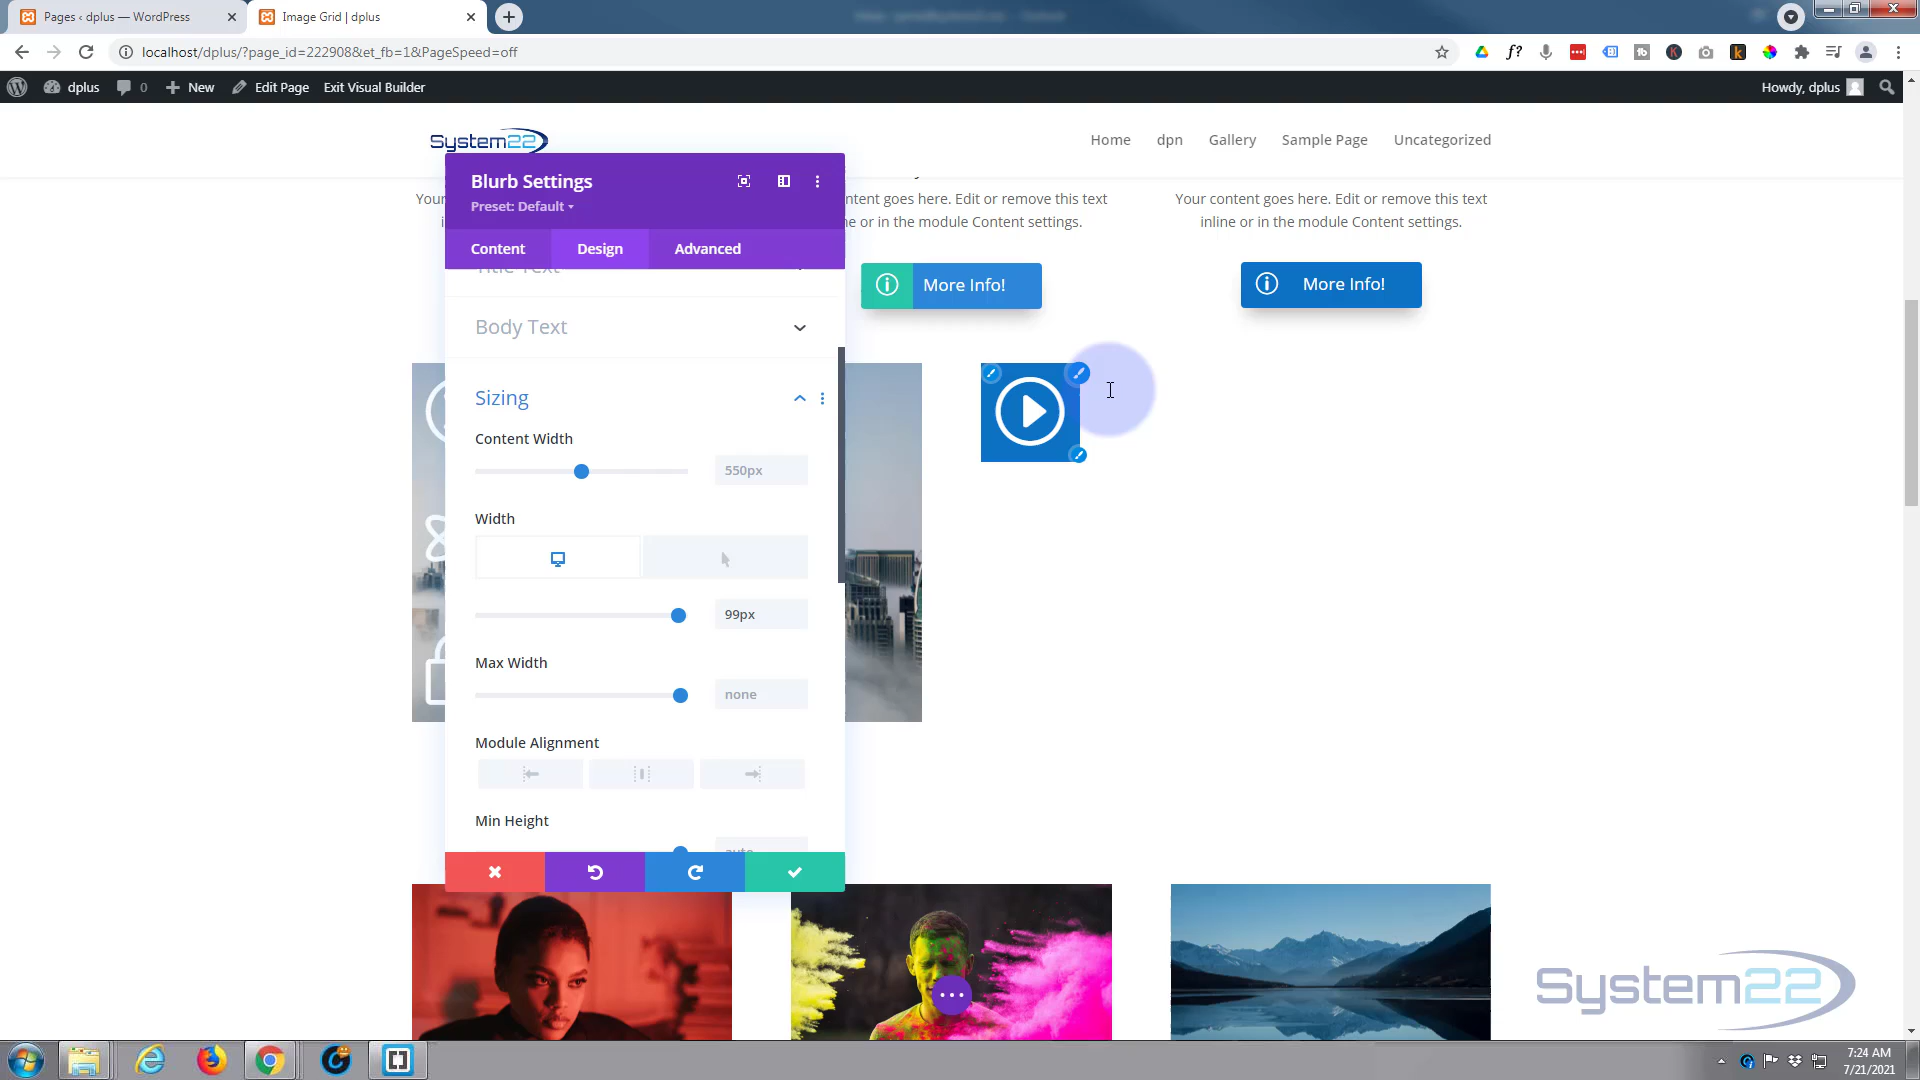 Pages ‹ dplus — WordPress
Image Grid | dplus
localhost/dplus/?page_id=222908&et_fb=1&PageSpeed=off
dplus
0
New
Edit Page
Exit Visual Builder
Howdy, dplus
System22
Home
dpn
Gallery
Sample Page
Uncategorized
Blurb Settings
Preset: Default
Content
Design
Advanced
Title Text
Body Text
Sizing
Content Width
550px
Width
99px
Max Width
none
Module Alignment
Min Height
auto
Your
ntent goes here. Edit or remove this text
ne or in the module Content settings.
More Info!
Your content goes here. Edit or remove this text
inline or in the module Content settings.
More Info!
System22
7:24 AM
7/21/2021